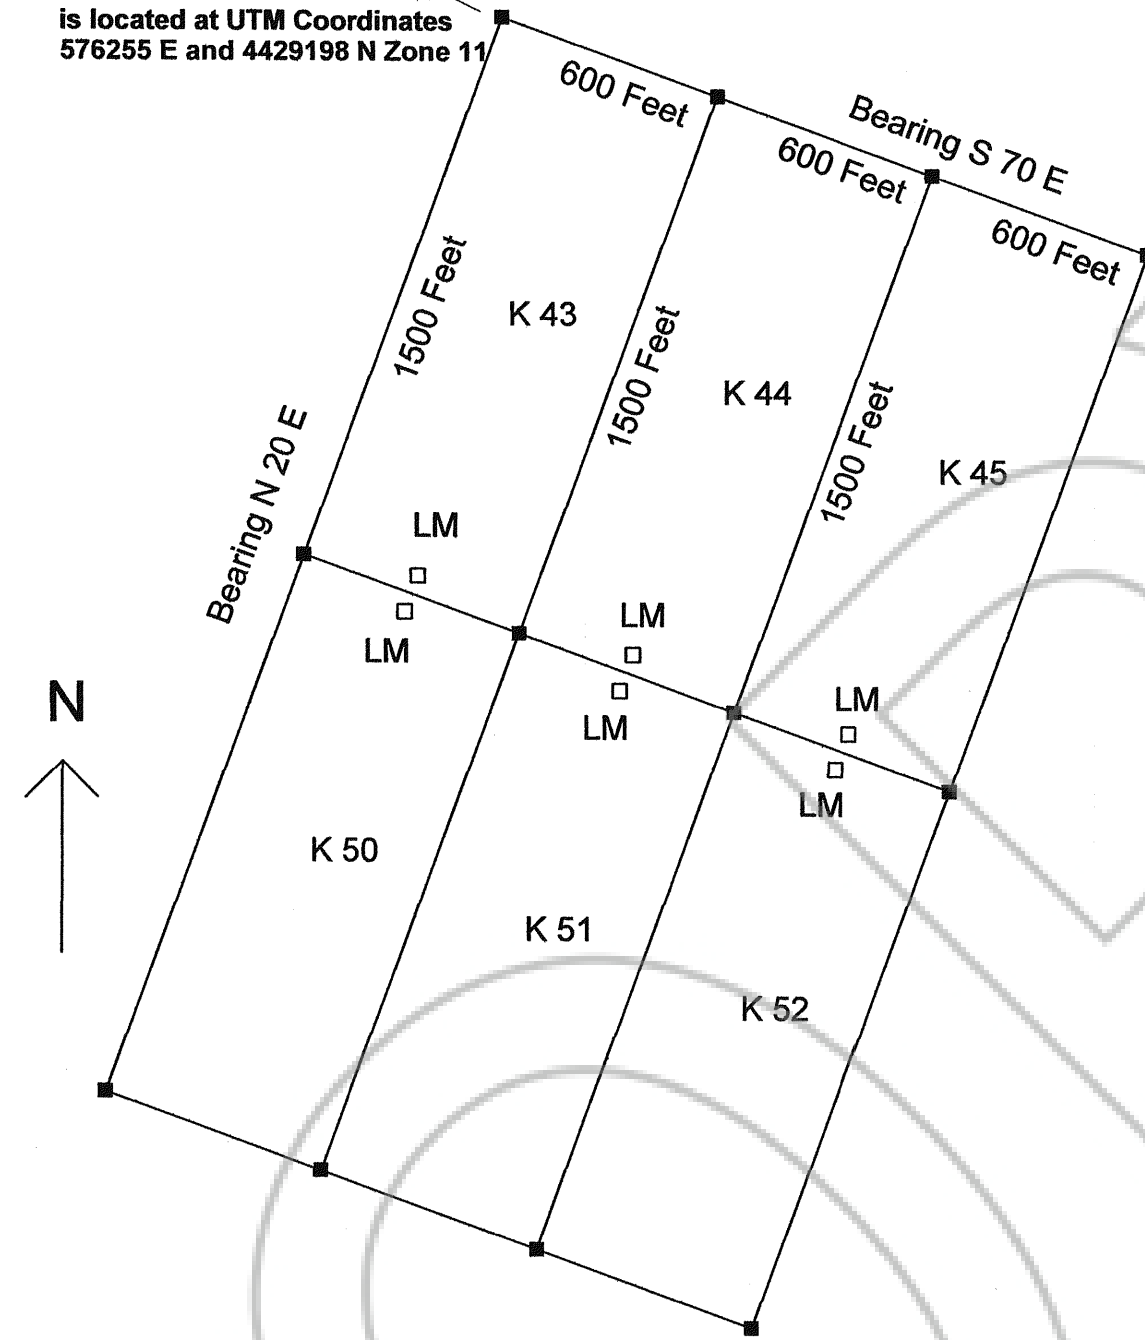 is located at UTM Coordinates
576255 E and 4429198 N Zone 11
600 Feet
Bearing S 70 E
600 Feet
600 Feet
1500 Feet
K 43
1500 Feet
K 44
1500 Feet
K 45
Bearing N 20 E
LM
LM
LM
LM
LM
LM
N
K 50
K 51
K 52